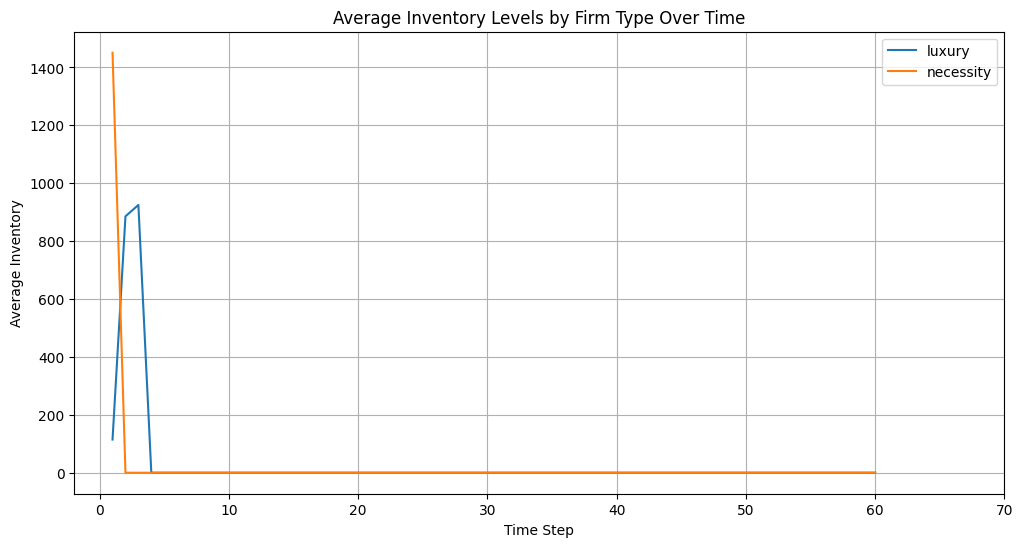 Average Inventory Levels by Firm Type Over Time
luxury
necessity
Average Inventory
1400
1200
1000
800
600
400
200
0
0 10 20 30 40 50 60 70
Time Step